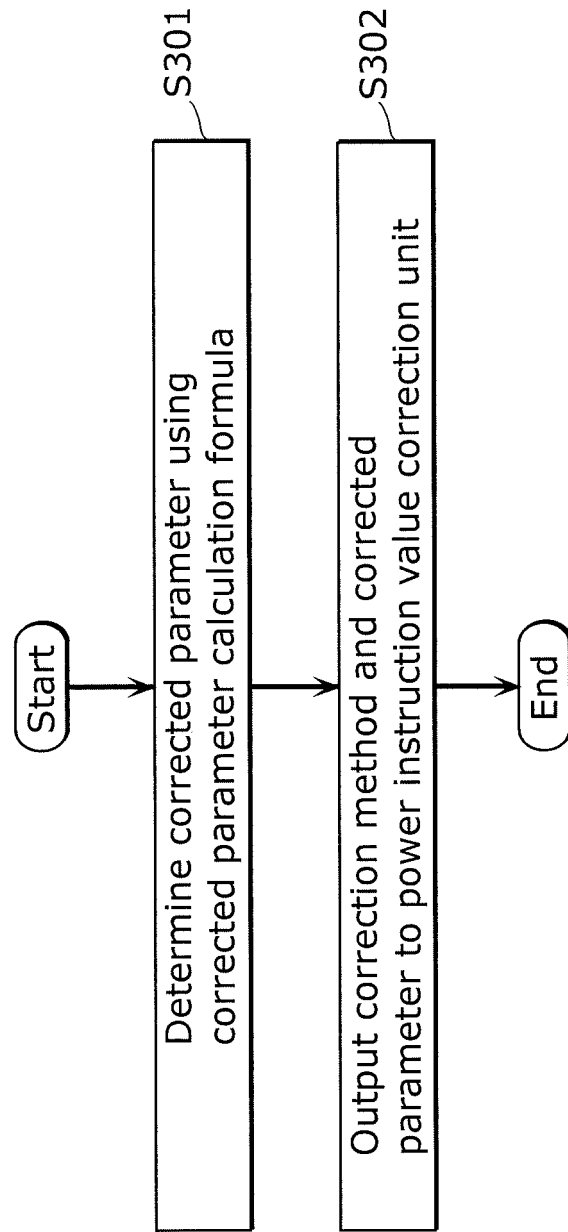 Start
Determine corrected parameter using
corrected parameter calculation formula
S301
Output correction method and corrected
parameter to power instruction value correction unit
S302
End